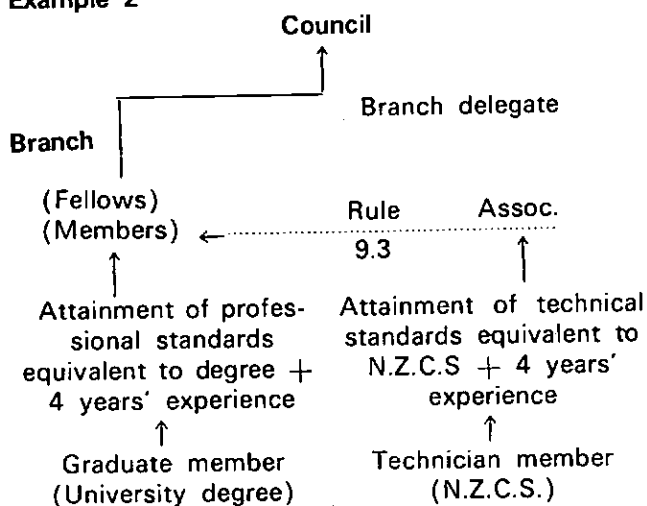 Example 2
Council
Branch delegate
Branch
(Fellows)
(Members)
Rule Assoc.
9.3
Attainment of profes-
sional standards
equivalent to degree +
4 years' experience
Attainment of technical
standards equivalent to
N.Z.C.S + 4 years'
experience
Graduate member
(University degree)
Technician member
(N.Z.C.S.)